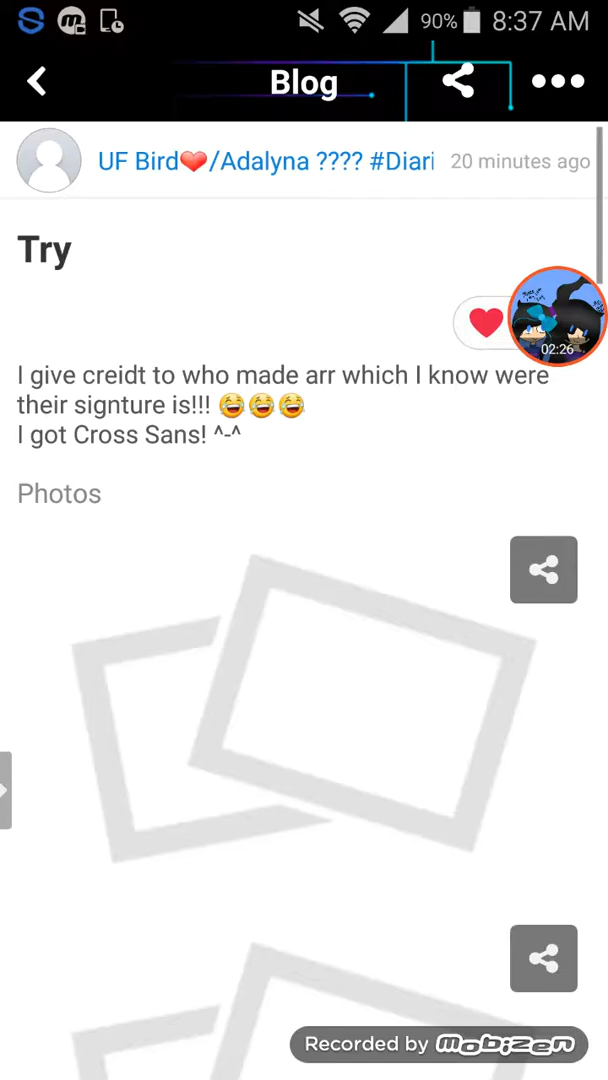 90% 8:37 AM
Blog
UF Bird❤️/Adalyna ???? #Diari 20 minutes ago
Try
02:26
I give creidt to who made arr which I know were
their signture is!!! 😂😂😂
I got Cross Sans! ^-^
Photos
Recorded by mobizen